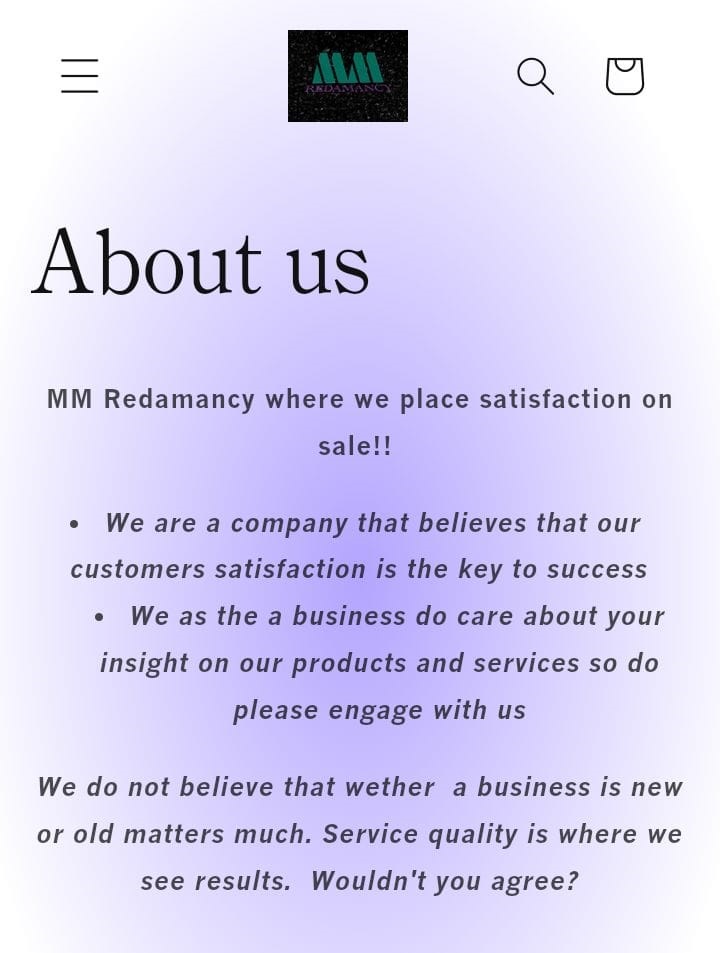 MM
REDAMANCY
About us
MM Redamancy where we place satisfaction on
sale!!
• We are a company that believes that our
customers satisfaction is the key to success
• We as the a business do care about your
insight on our products and services so do
please engage with us
We do not believe that wether  a business is new
or old matters much. Service quality is where we
see results.  Wouldn't you agree?